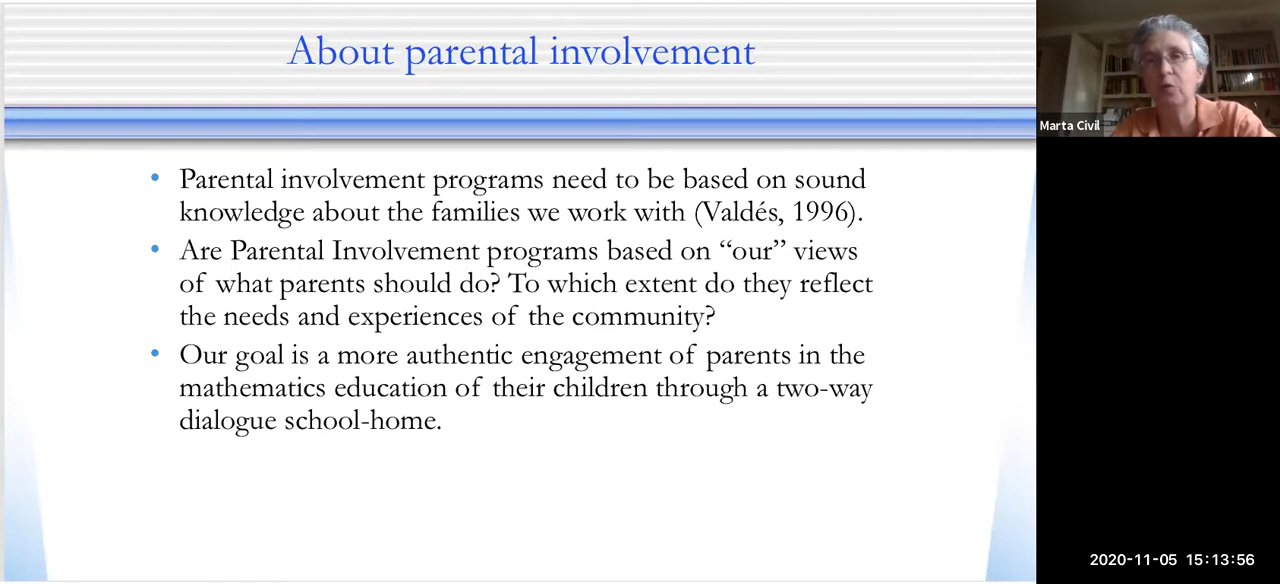 About parental involvement
• Parental involvement programs need to be based on sound
knowledge about the families we work with (Valdés, 1996).
• Are Parental Involvement programs based on “our” views
of what parents should do? To which extent do they reflect
the needs and experiences of the community?
• Our goal is a more authentic engagement of parents in the
mathematics education of their children through a two-way
dialogue school-home.
Marta Civil
2020-11-05 15:13:56